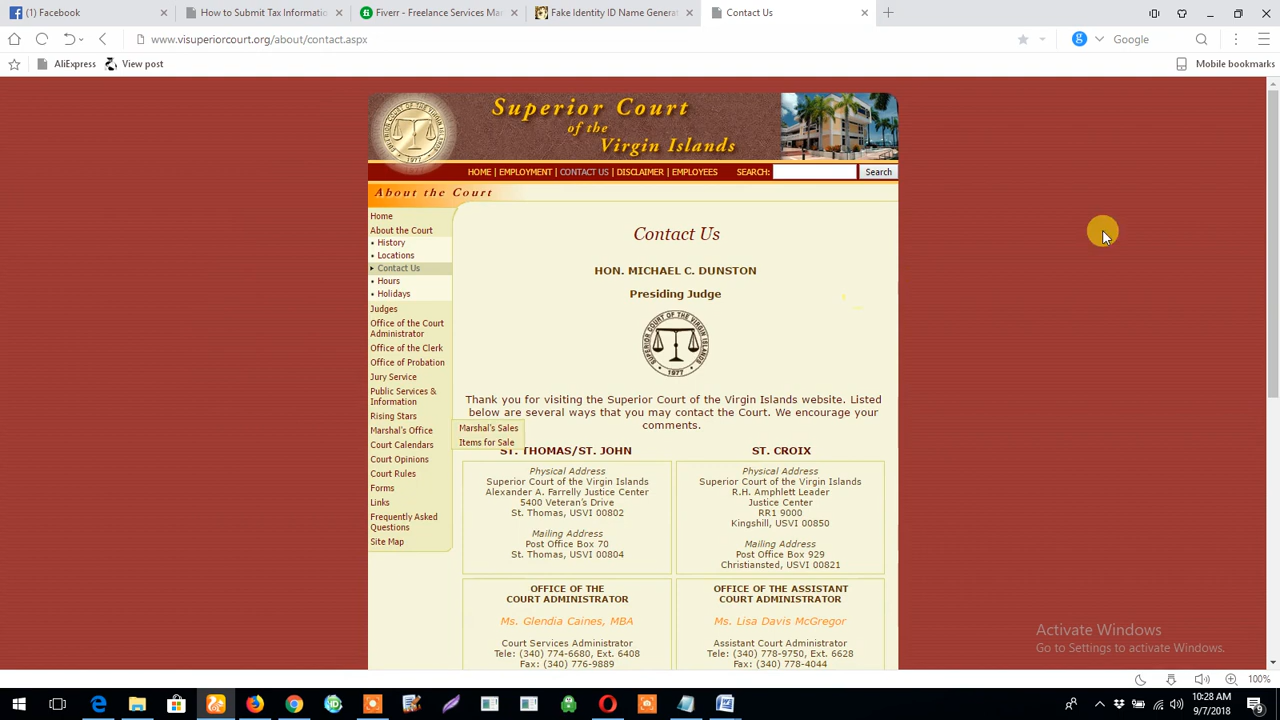 Facebook
How to Submit Tax Informatio
Fiverr - Freelance Services Mar
Fake Identity ID Name Generat
Contact Us
www.visuperiorcourt.org/about/contact.aspx
Google
AliExpress
View post
Mobile bookmarks
Superior Court
of the
Virgin Islands
HOME | EMPLOYMENT | CONTACT US | DISCLAIMER | EMPLOYEES
SEARCH:
Search
About the Court
Home
About the Court
• History
• Locations
Contact Us
• Hours
• Holidays
Judges
Office of the Court
Administrator
Office of the Clerk
Office of Probation
Jury Service
Public Services &
Information
Rising Stars
Marshal's Office
Court Calendars
Court Opinions
Court Rules
Forms
Links
Frequently Asked
Questions
Site Map
Marshal's Sales
Items for Sale
Contact Us
HON. MICHAEL C. DUNSTON
Presiding Judge
SUPERIOR COURT OF THE VIRGIN ISLANDS
1977
Thank you for visiting the Superior Court of the Virgin Islands website. Listed
below are several ways that you may contact the Court. We encourage your
comments.
ST. THOMAS/ST. JOHN
Physical Address
Superior Court of the Virgin Islands
Alexander A. Farrelly Justice Center
5400 Veteran's Drive
St. Thomas, USVI 00802
Mailing Address
Post Office Box 70
St. Thomas, USVI 00804
ST. CROIX
Physical Address
Superior Court of the Virgin Islands
R.H. Amphlett Leader
Justice Center
RR1 9000
Kingshill, USVI 00850
Mailing Address
Post Office Box 929
Christiansted, USVI 00821
OFFICE OF THE
COURT ADMINISTRATOR
Ms. Glendia Caines, MBA
Court Services Administrator
Tele: (340) 774-6680, Ext. 6408
Fax: (340) 776-9889
OFFICE OF THE ASSISTANT
COURT ADMINISTRATOR
Ms. Lisa Davis McGregor
Assistant Court Administrator
Tele: (340) 778-9750, Ext. 6628
Fax: (340) 778-4044
Activate Windows
Go to Settings to activate Windows.
100%
10:28 AM
9/7/2018